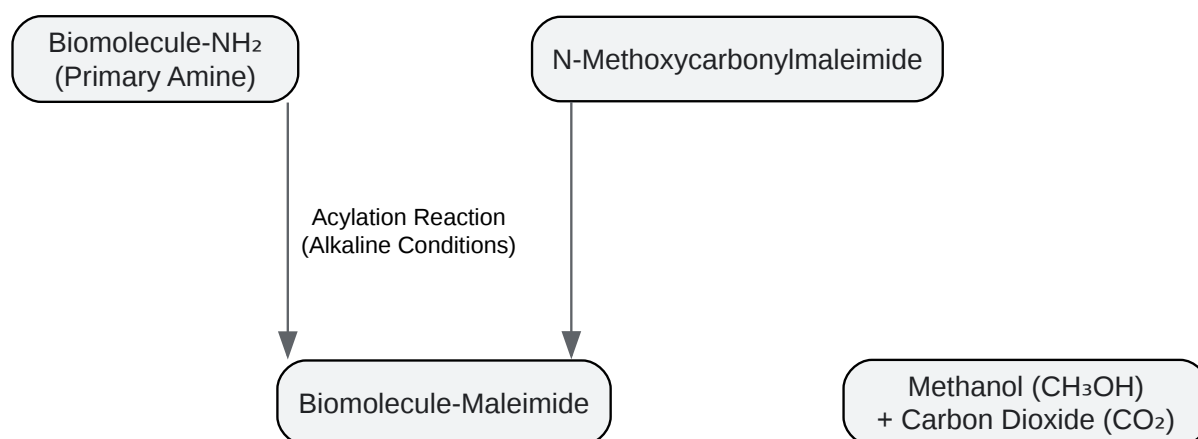 Biomolecule-NH₂
(Primary Amine)
N-Methoxycarbonylmaleimide
Acylation Reaction
(Alkaline Conditions)
Biomolecule-Maleimide
Methanol (CH₃OH)
+ Carbon Dioxide (CO₂)